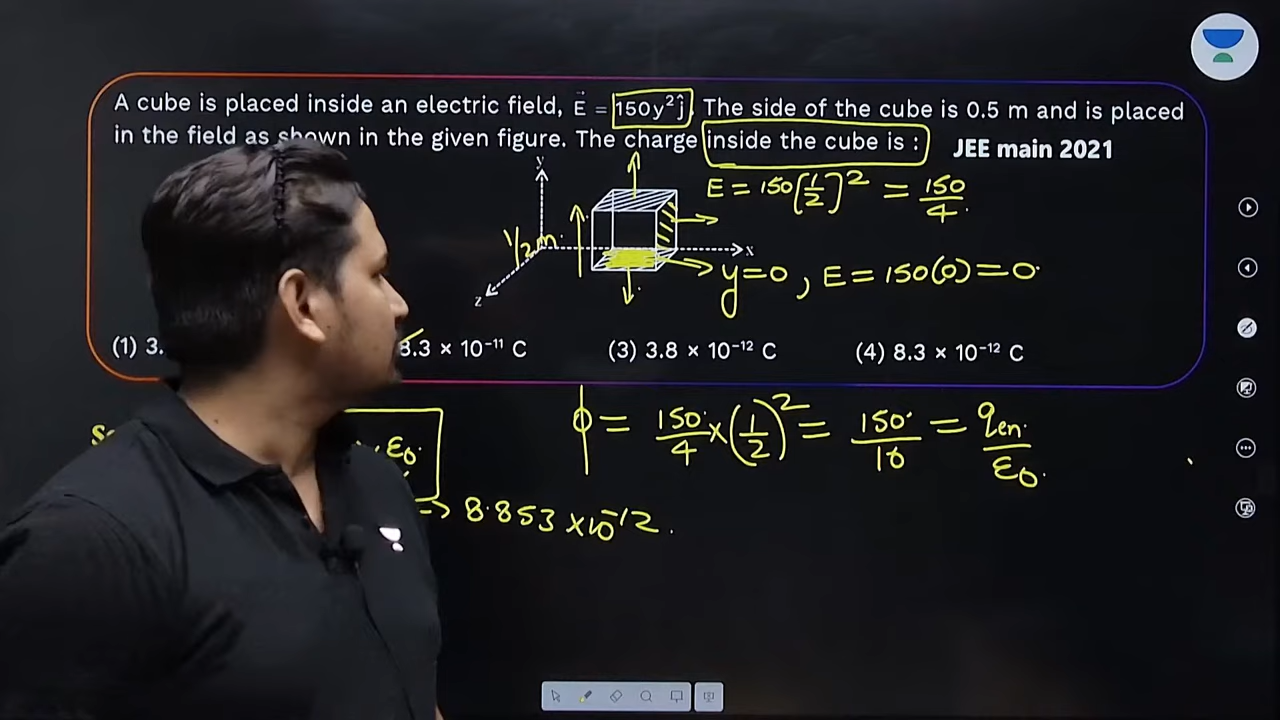 A cube is placed inside an electric field, E⃗ = 150y²ĵ. The side of the cube is 0.5 m and is placed
in the field as shown in the given figure. The charge inside the cube is :
JEE main 2021
y
E = 150[1/2]² = 150/4
1/2 m
x
y=0, E = 150(0) = 0
z
(1) 3. 8.3 × 10⁻¹¹ C (3) 3.8 × 10⁻¹² C (4) 8.3 × 10⁻¹² C
ϕ = 150/4 × (1/2)² = 150/16 = qen/ε₀
ε₀
→ 8.853 × 10⁻¹²